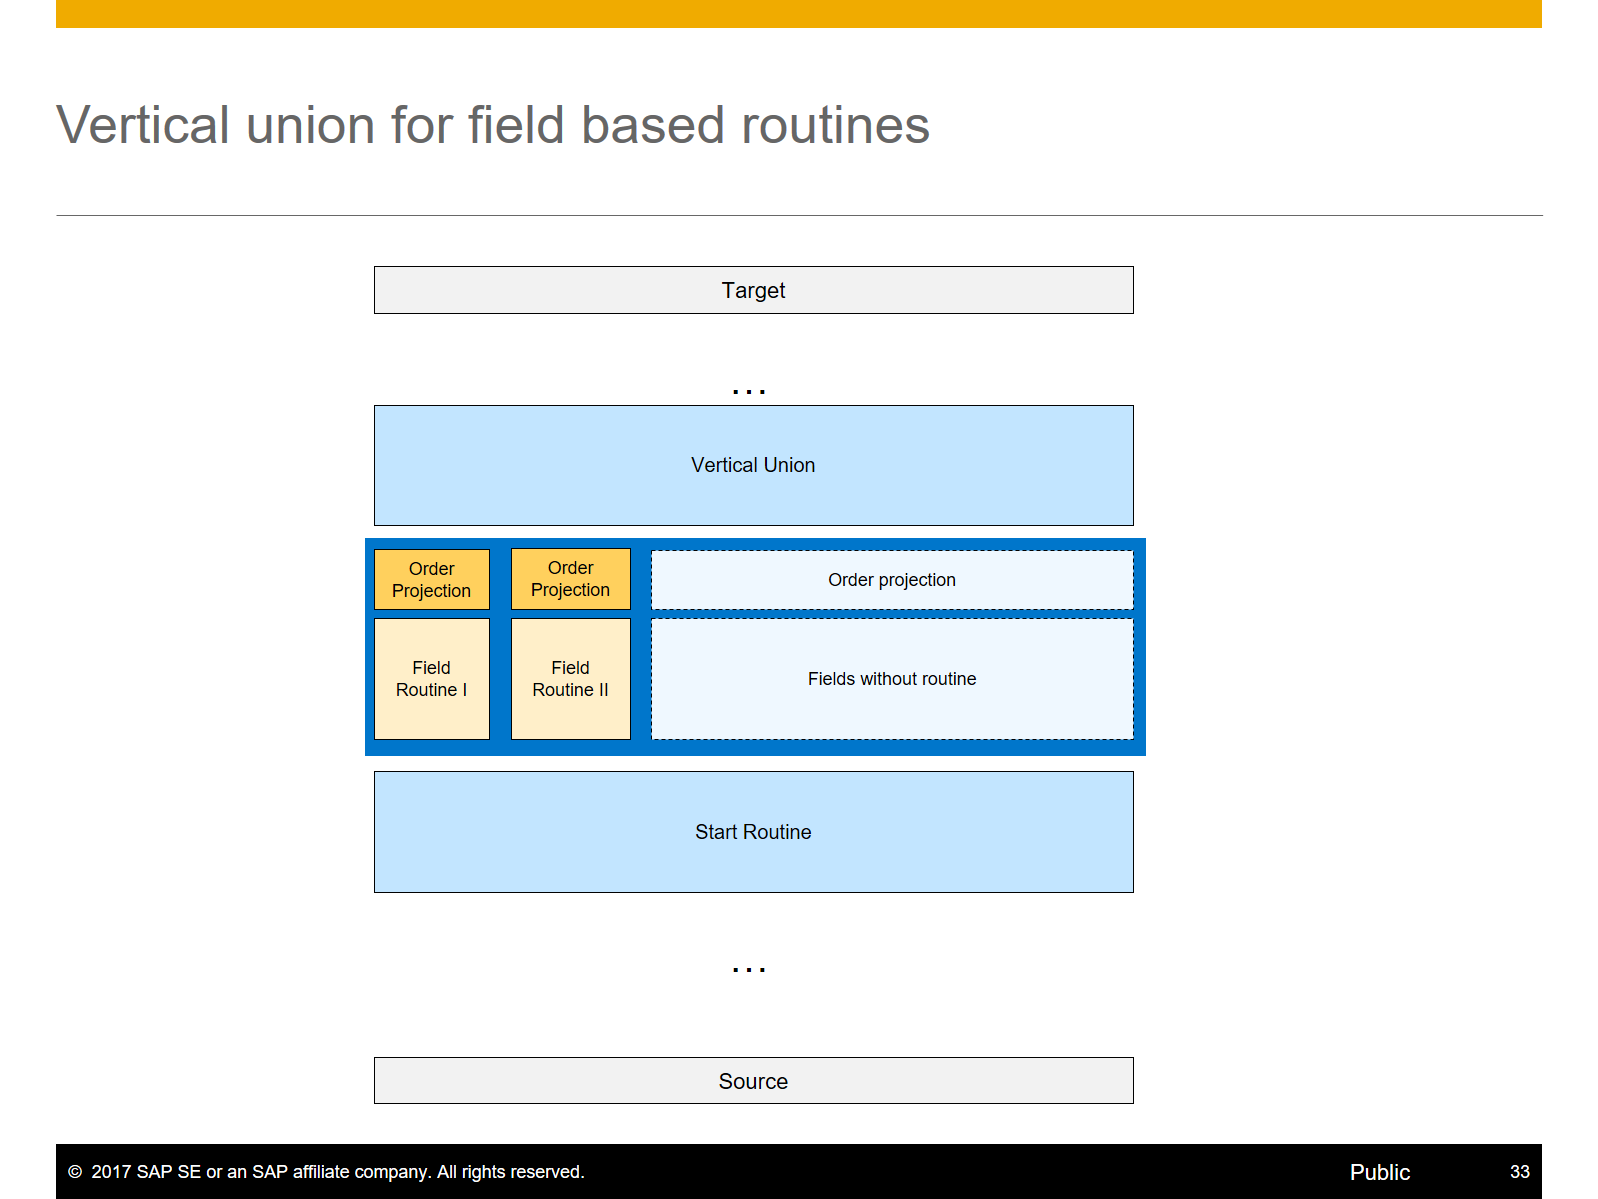 Vertical union for field based routines
Target
...
Vertical Union
Order
Projection
Order
Projection
Order projection
Field
Routine I
Field
Routine II
Fields without routine
Start Routine
...
Source
© 2017 SAP SE or an SAP affiliate company. All rights reserved.
Public
33